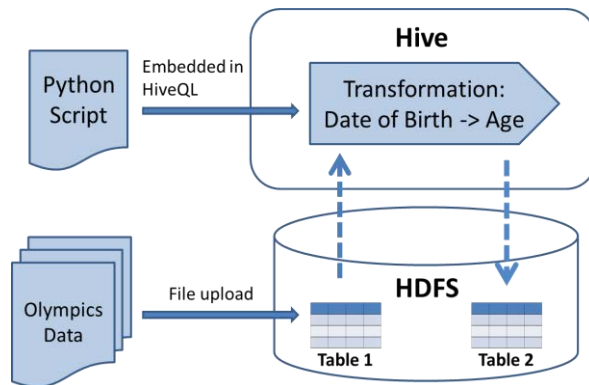 Hive
Python
Script
Embedded in
HiveQL
Transformation:
Date of Birth -> Age
Olympics
Data
File upload
HDFS
Table 1
Table 2